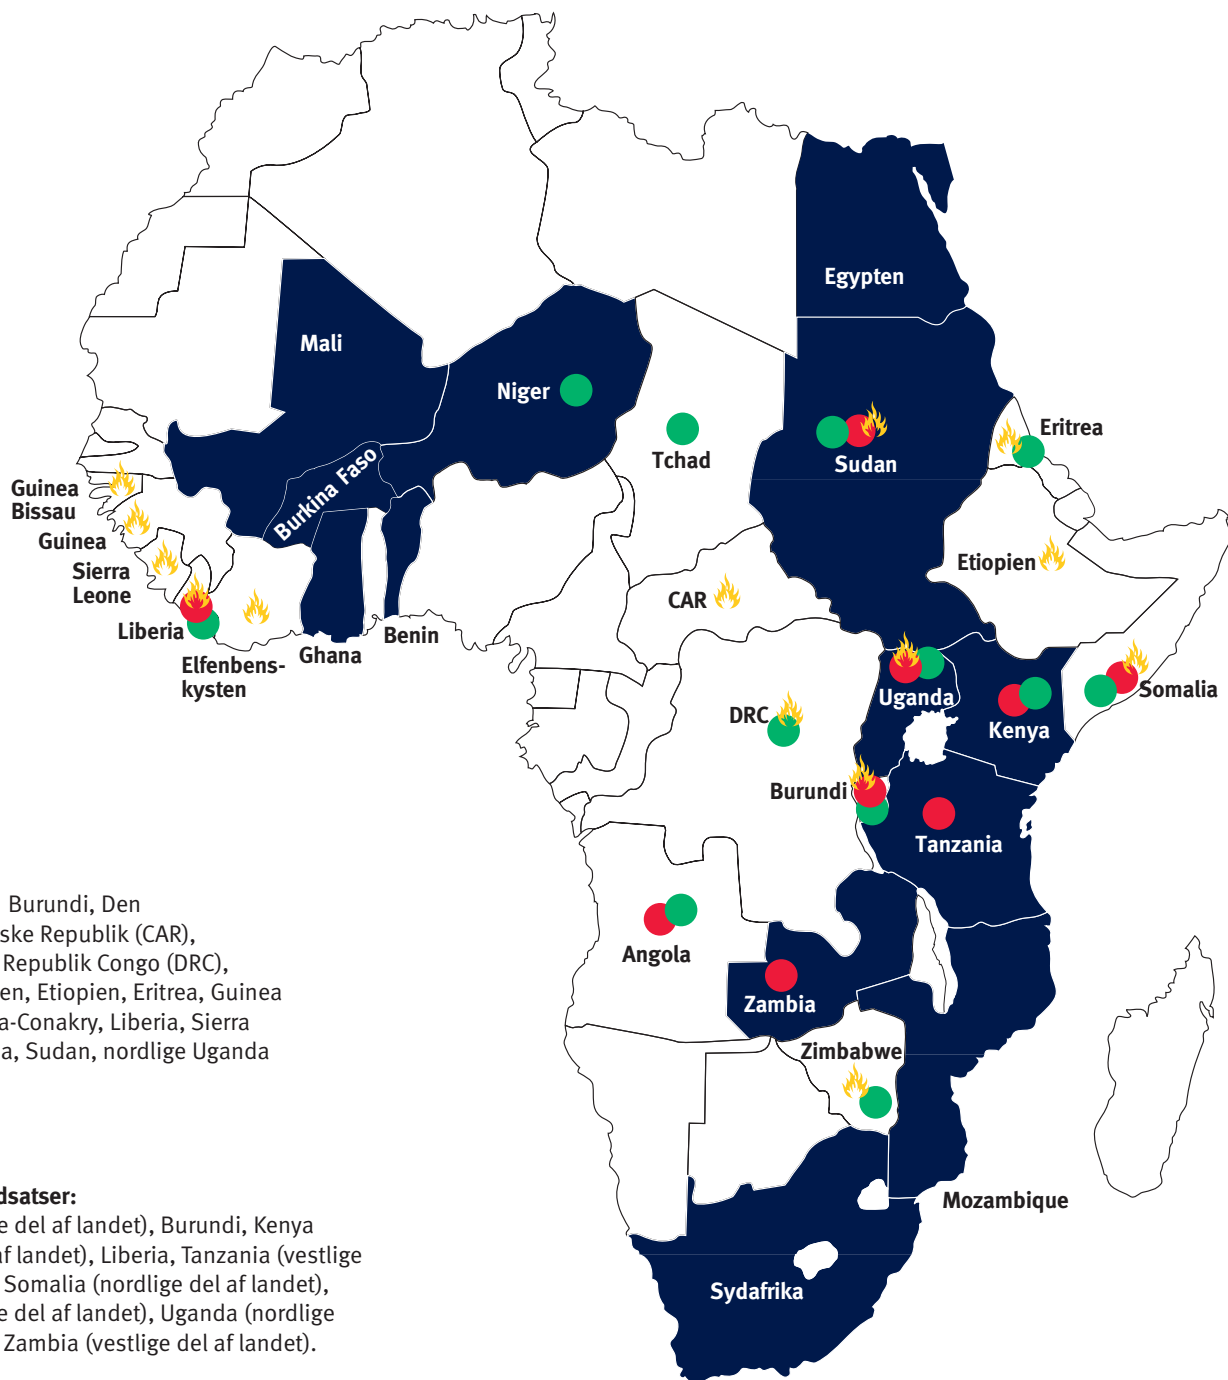 Egypten
Mali
Niger
Tchad
Sudan
Eritrea
Burkina Faso
Guinea
Bissau
Guinea
Sierra
Leone
Liberia
Elfenbens-
kysten
Ghana
Benin
CAR
Etiopien
Somalia
Uganda
Kenya
DRC
Burundi
Tanzania
Angola
Zambia
Zimbabwe
Mozambique
Sydafrika
Burundi, Den
ske Republik (CAR),
Republik Congo (DRC),
en, Etiopien, Eritrea, Guinea
a-Conakry, Liberia, Sierra
a, Sudan, nordlige Uganda
dsatser:
e del af landet), Burundi, Kenya
af landet), Liberia, Tanzania (vestlige
Somalia (nordlige del af landet),
e del af landet), Uganda (nordlige
Zambia (vestlige del af landet).